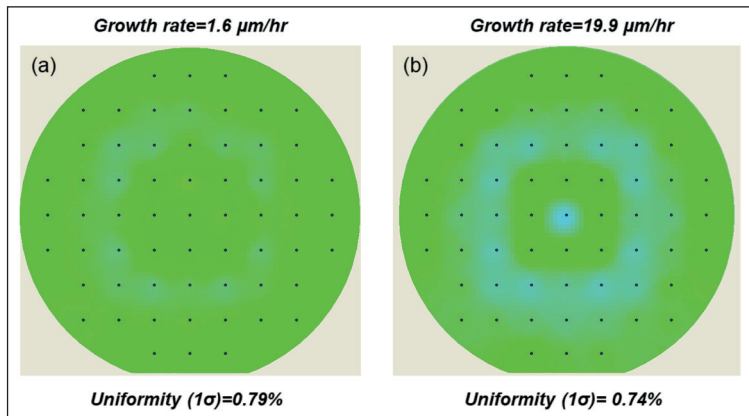 Growth rate=1.6 µm/hr
Growth rate=19.9 µm/hr
(a)
(b)
Uniformity (1σ)=0.79%
Uniformity (1σ)= 0.74%